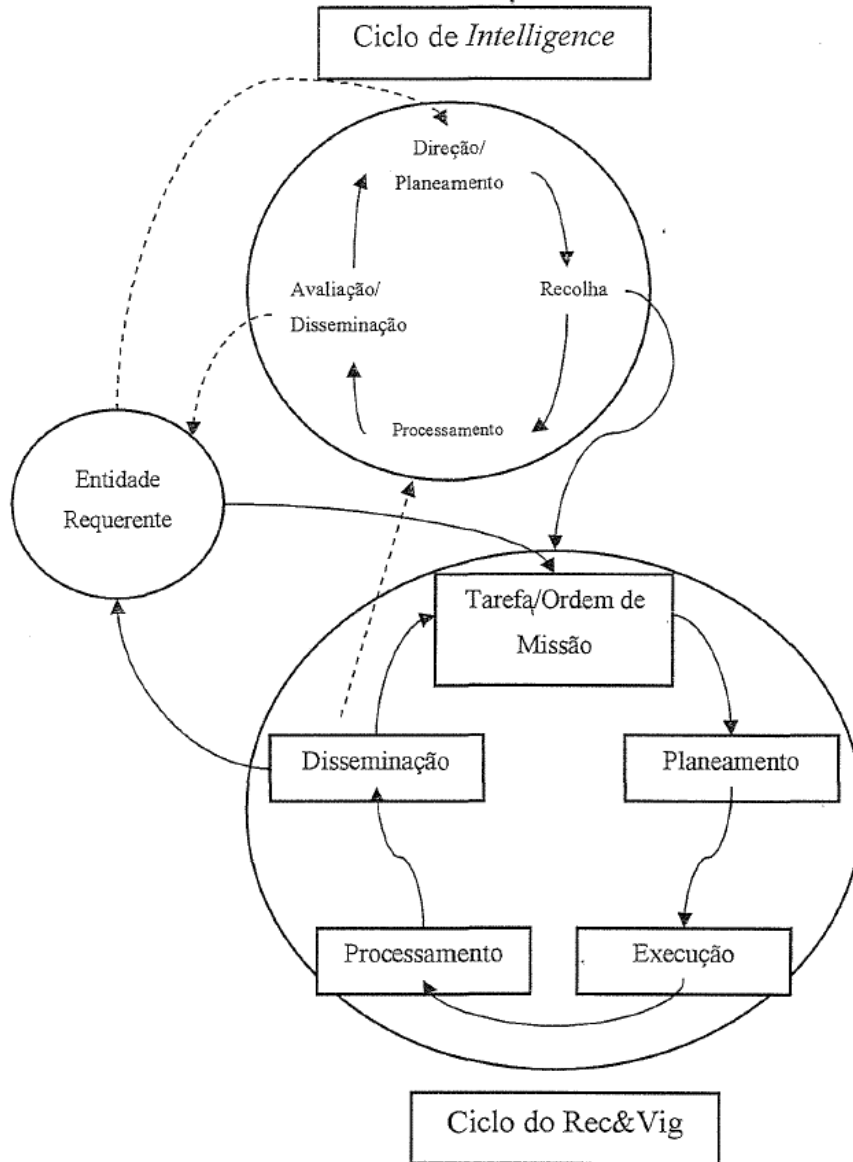 Ciclo de Intelligence
Direção/
Planeamento
Avaliação/
Disseminação
Recolha
Processamento
Entidade
Requerente
Tarefa/Ordem de
Missão
Disseminação
Planeamento
Processamento
Execução
Ciclo do Rec&Vig